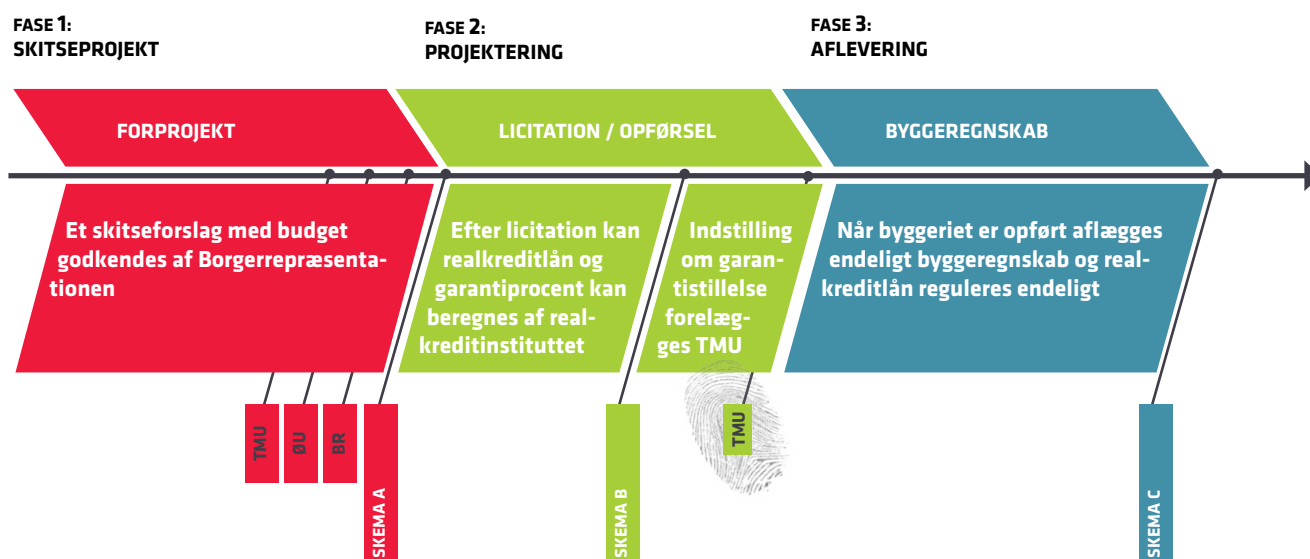 FASE 1:
SKITSEPROJEKT
FASE 2:
PROJEKTERING
FASE 3:
AFLEVERING
FORPROJEKT
LICITATION / OPFØRSEL
BYGGEREGNSKAB
Et skitseforslag med budget
godkendes af Borgerrepræsenta-
tionen
Efter licitation kan
realkreditlån og
garantiprocent kan
beregnes af real-
kreditinstituttet
Indstilling
om garan-
tistillelse
forelæg-
ges TMU
Når byggeriet er opført aflægges
endeligt byggeregnskab og real-
kreditlån reguleres endeligt
TMU
ØU
BR
SKEMA A
SKEMA B
TMU
SKEMA C